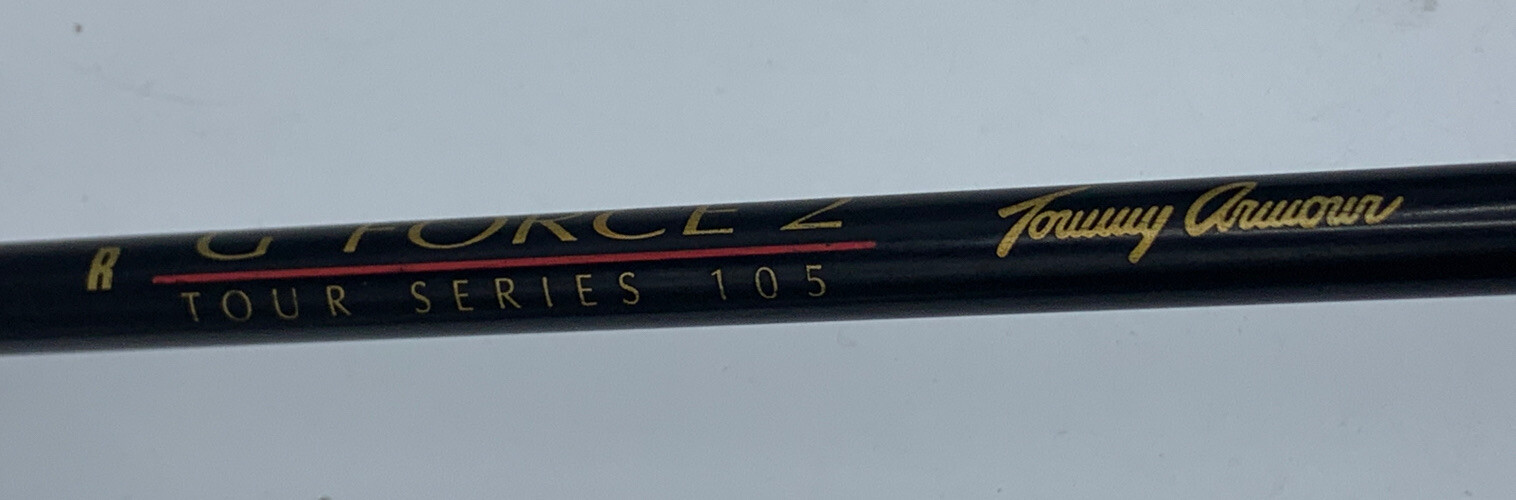 R
G FORCE 2
TOUR SERIES 105
Tommy Armour